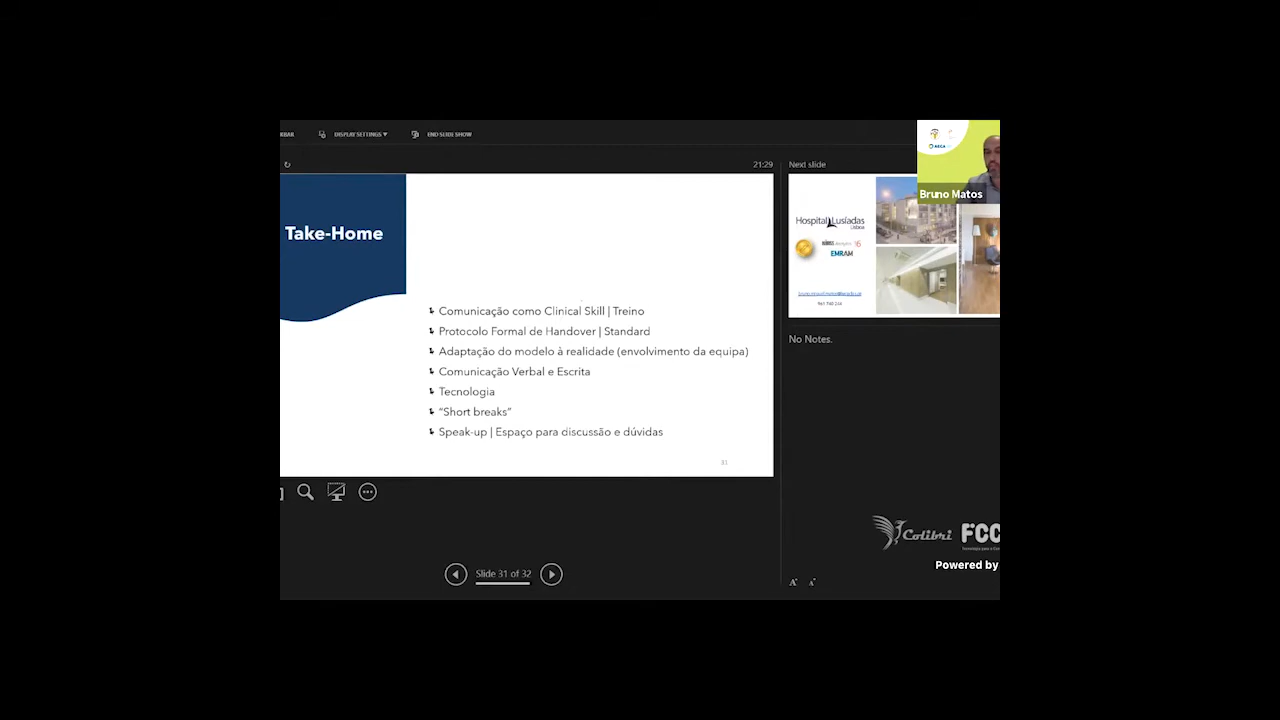 DISPLAY SETTINGS
END SLIDE SHOW
21:29
Next slide
Take-Home
Comunicação como Clinical Skill | Treino
Protocolo Formal de Handover | Standard
Adaptação do modelo à realidade (envolvimento da equipa)
Comunicação Verbal e Escrita
Tecnologia
"Short breaks"
Speak-up | Espaço para discussão e dúvidas
31
Slide 31 of 32
Bruno Matos
Hospital Lusíadas
Lisboa
EMRAM
No Notes.
Colibri
FCC
Powered by